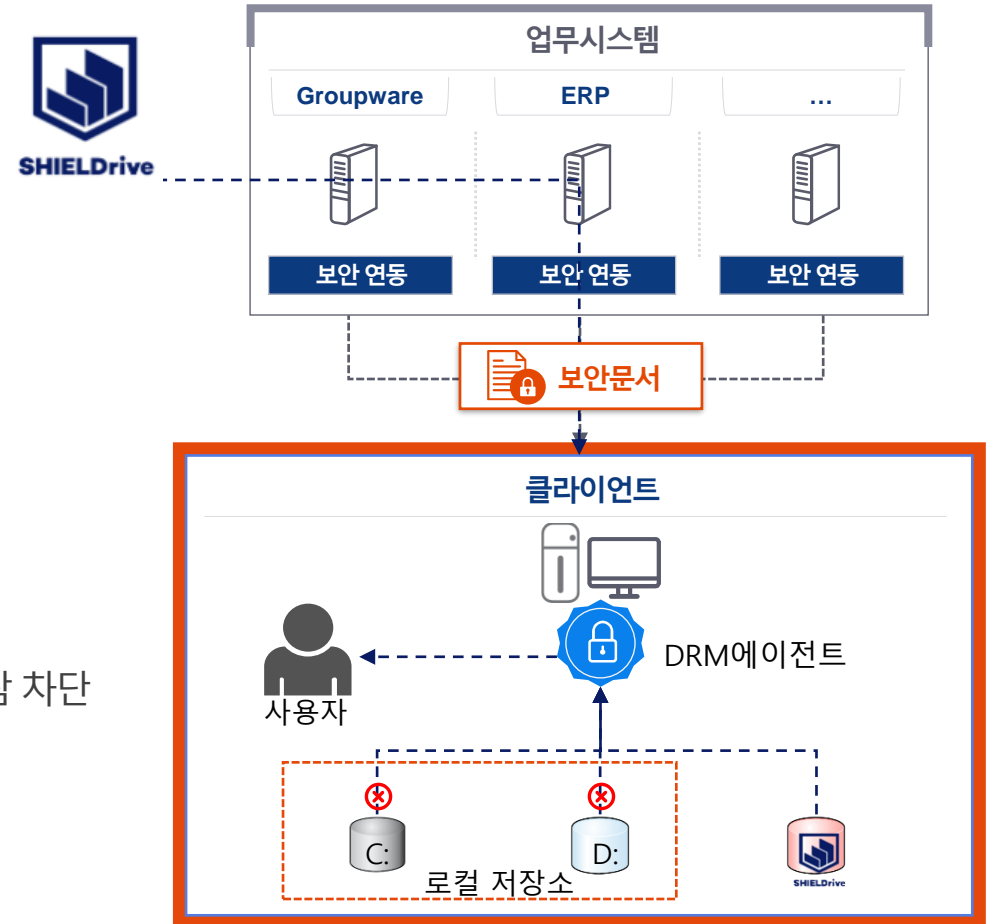 업무시스템
SHIELDrive
Groupware
ERP
...
보안 연동
보안 연동
보안 연동
보안문서
클라이언트
DRM에이전트
사용자
차단
C:
D:
로컬 저장소
SHIELDrive